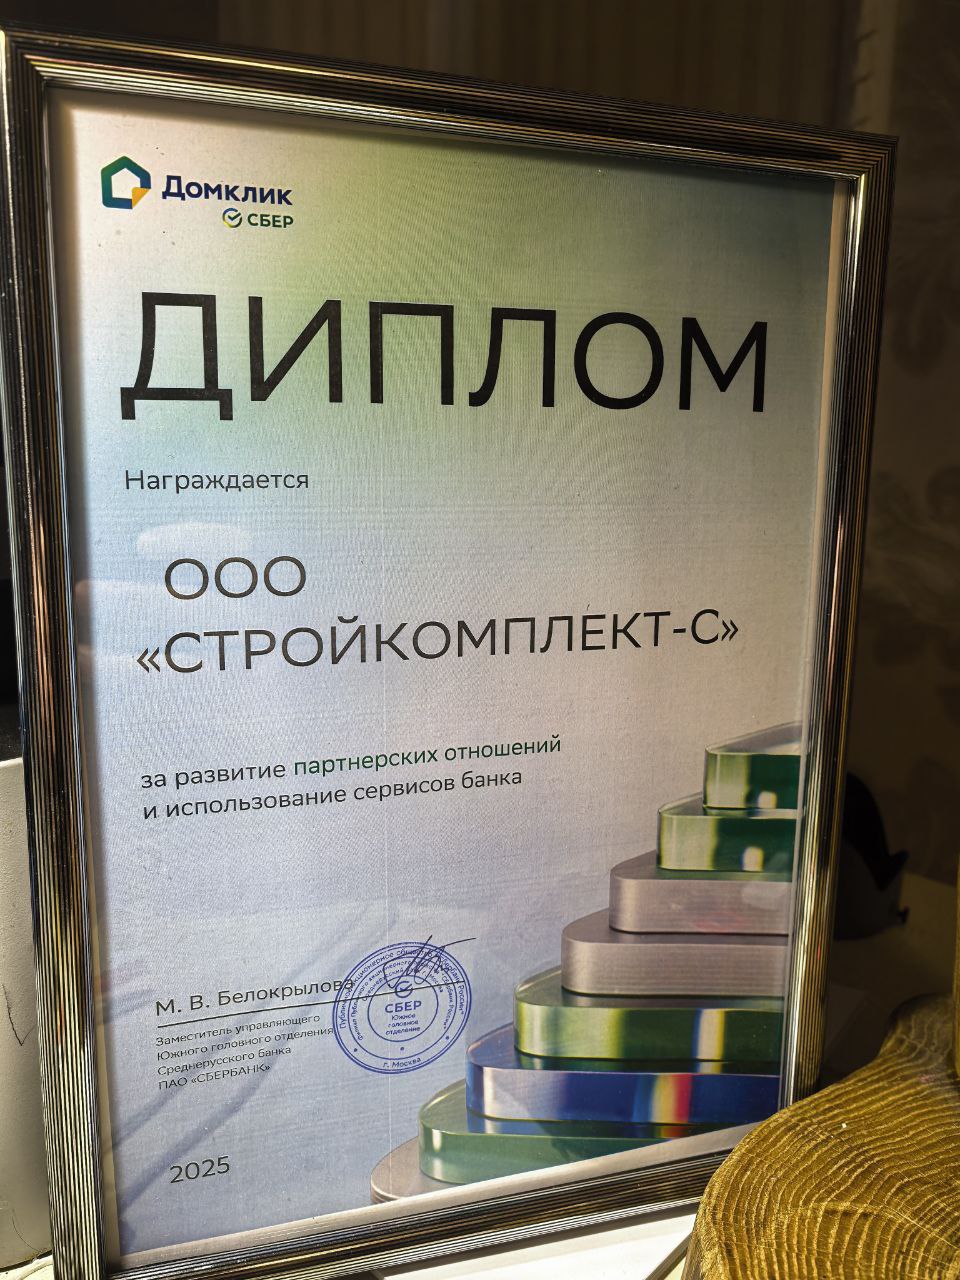 Домклик
СБЕР
ДИПЛОМ
Награждается
ООО
«СТРОЙКОМПЛЕКТ-С»
за развитие партнерских отношений
и использование сервисов банка
М. В. Белокрылова
Заместитель управляющего
Южного головного отделения
Среднерусского банка
ПАО «СБЕРБАНК»
СБЕР
Южное
головное
отделение
г. Москва
2025